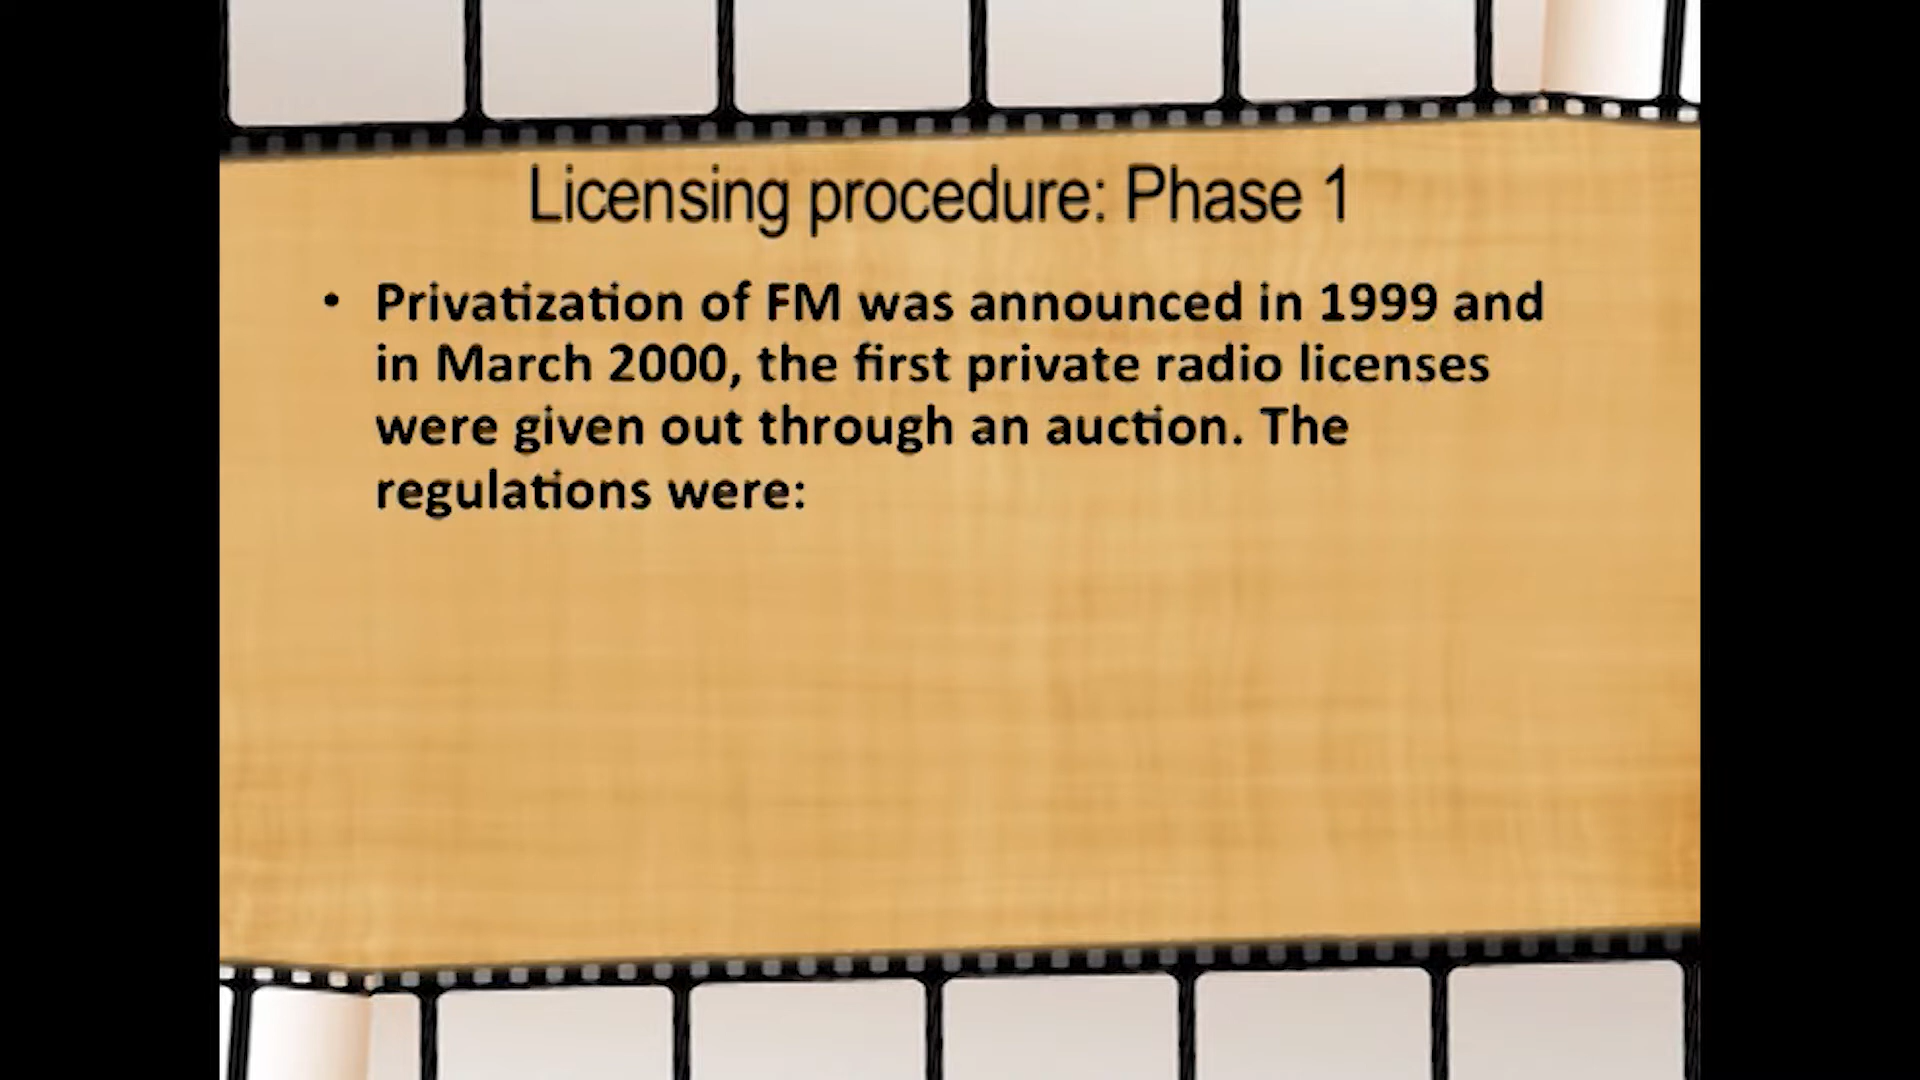 Licensing procedure: Phase 1
• Privatization of FM was announced in 1999 and
in March 2000, the first private radio licenses
were given out through an auction. The
regulations were: